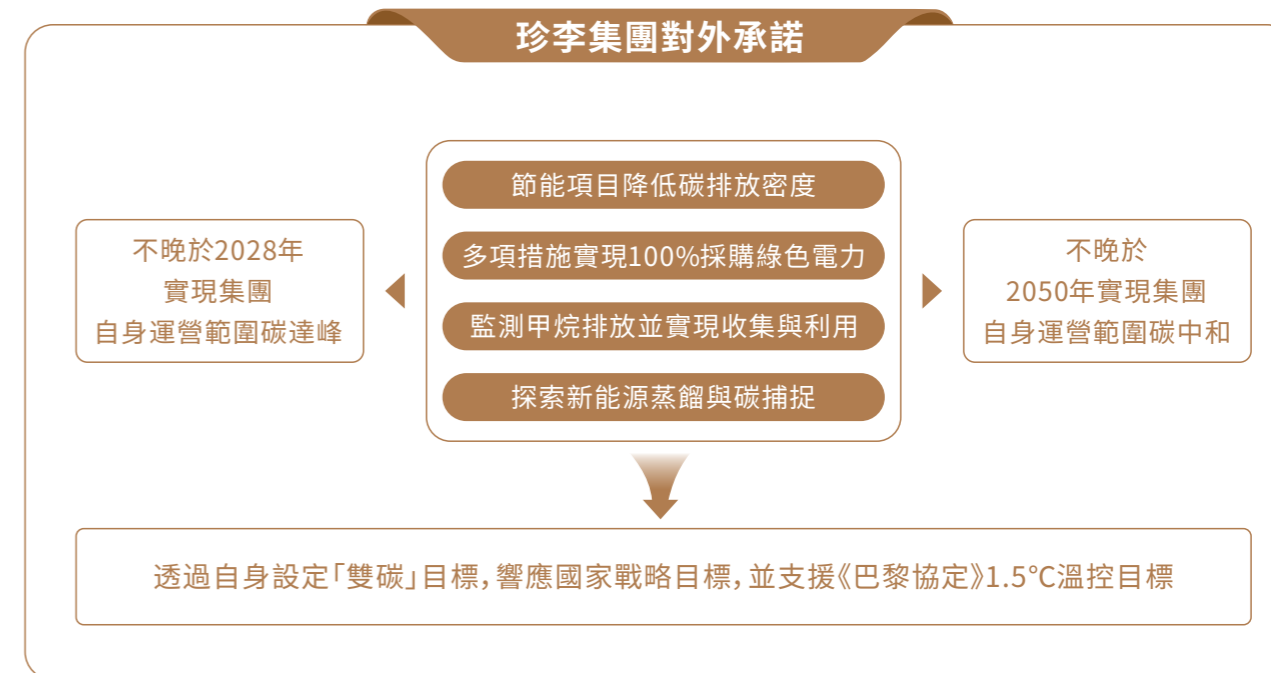 珍李集團對外承諾
節能項目降低碳排放密度
多項措施實現100%採購綠色電力
監測甲烷排放並實現收集與利用
探索新能源蒸餾與碳捕捉
不晚於2028年
實現集團
自身運營範圍碳達峰
不晚於
2050年實現集團
自身運營範圍碳中和
透過自身設定「雙碳」目標,響應國家戰略目標,並支援《巴黎協定》1.5℃溫控目標